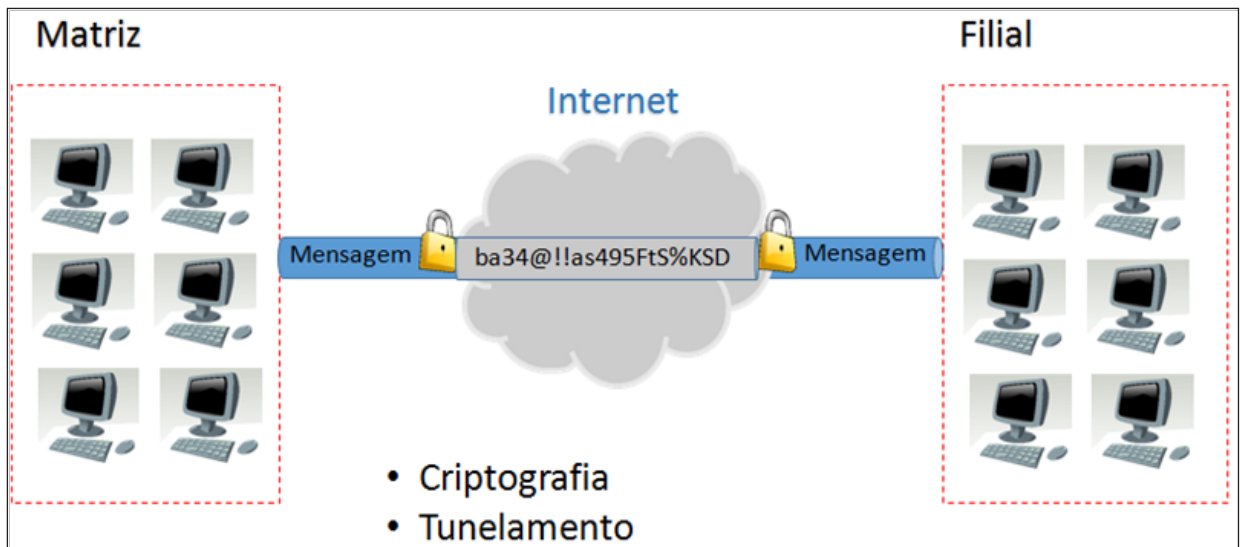 Matriz
Filial
Internet
Mensagem
ba34@!!as495FtS%KSD
Mensagem
• Criptografia
• Tunelamento